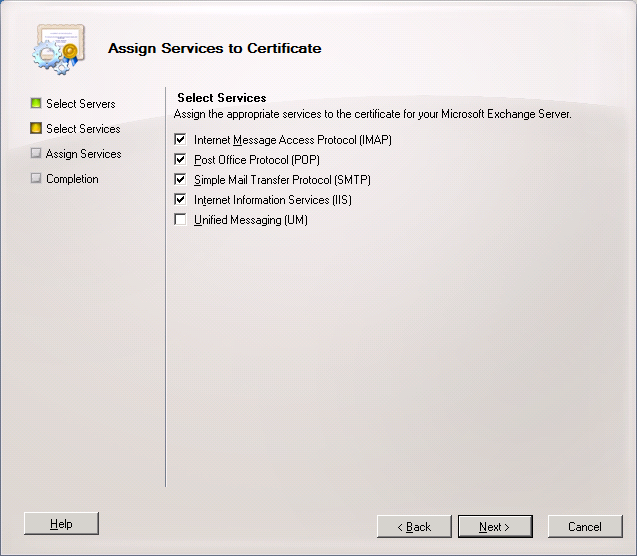 Assign Services to Certificate
Select Servers
Select Services
Assign Services
Completion
Select Services
Assign the appropriate services to the certificate for your Microsoft Exchange Server.
Internet Message Access Protocol (IMAP)
Post Office Protocol (POP)
Simple Mail Transfer Protocol (SMTP)
Internet Information Services (IIS)
Unified Messaging (UM)
Help
< Back
Next >
Cancel